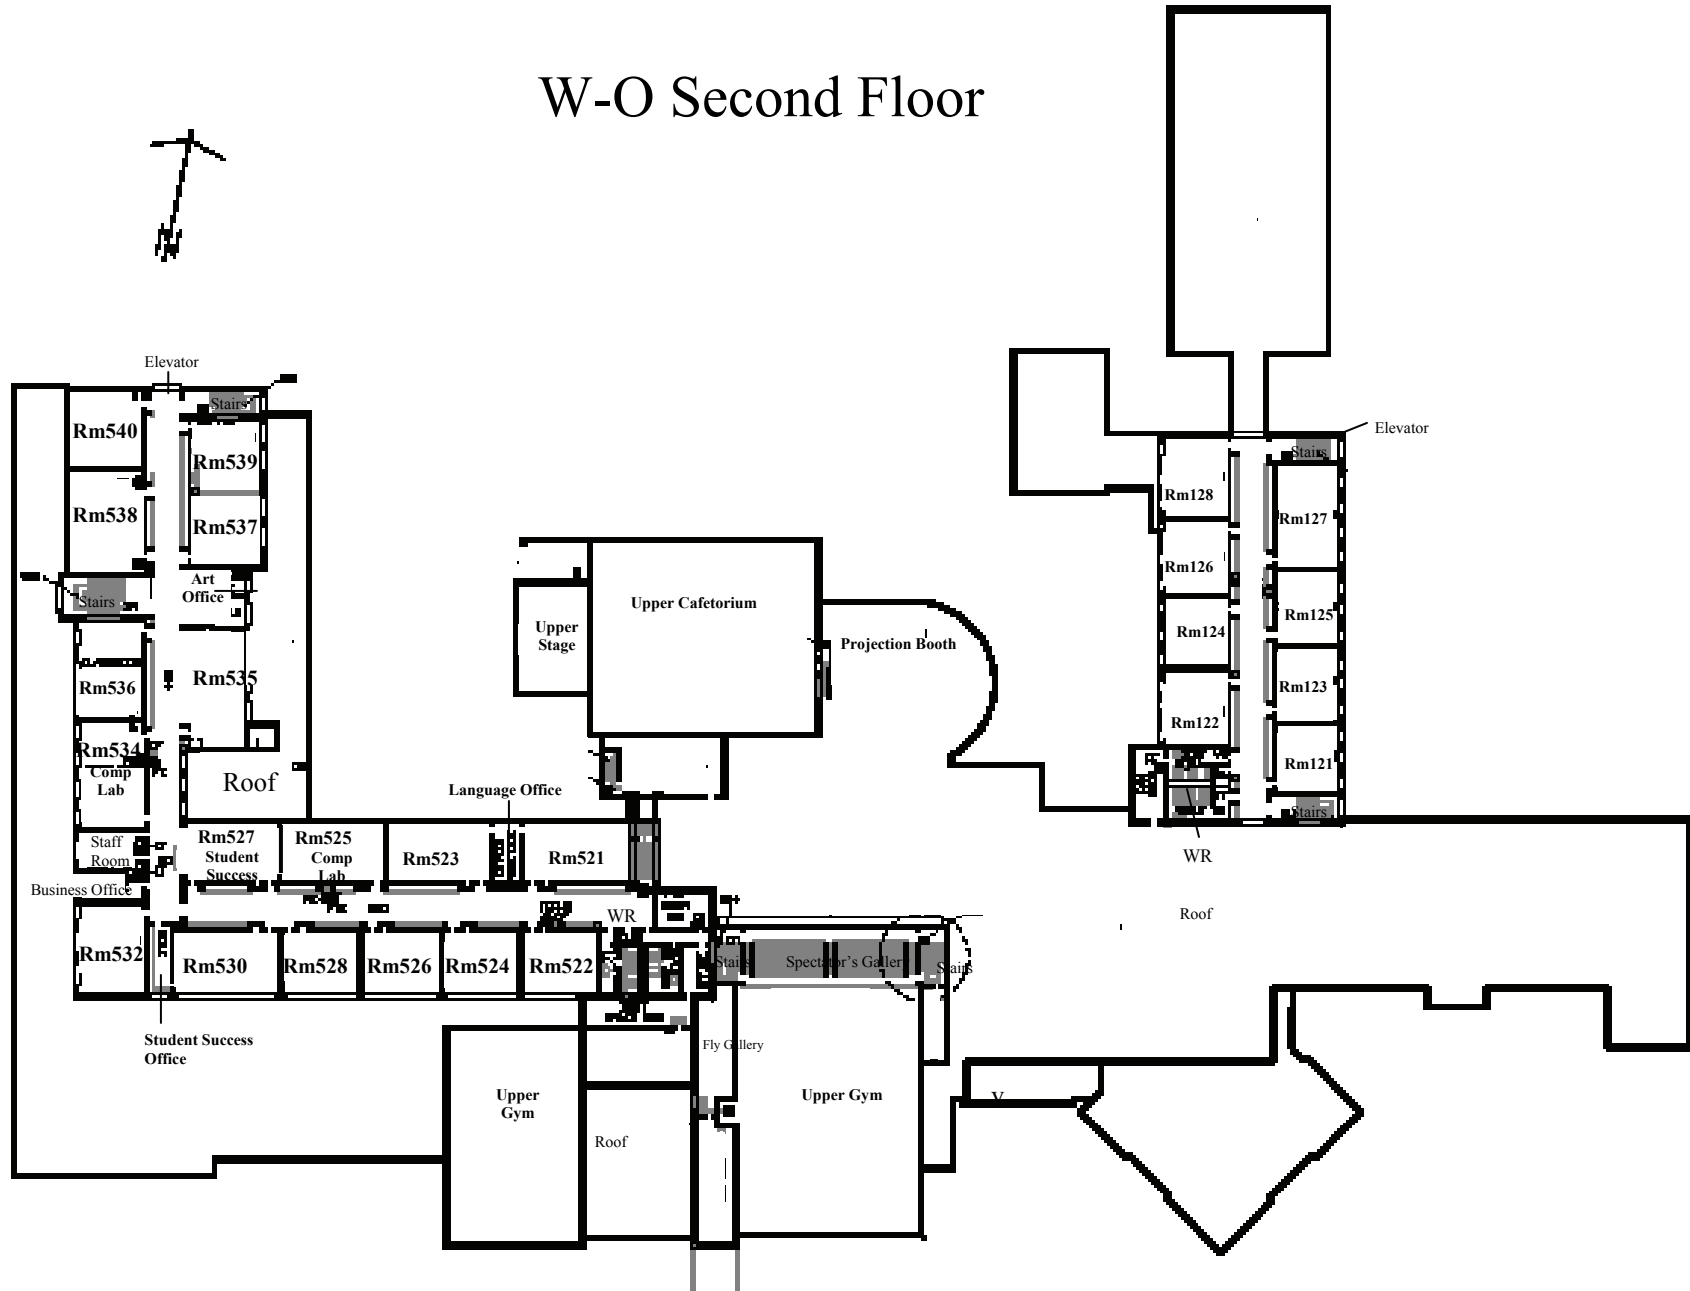 W-O Second Floor
N
Elevator
Stairs
Rm540
Rm539
Rm538
Rm537
Art
Office
Stairs
Rm536
Rm535
Rm534
Comp
Lab
Roof
Staff
Room
Business Office
Rm527
Student
Success
Rm525
Comp
Lab
Rm523
Language Office
Rm521
Rm532
Rm530
Rm528
Rm526
Rm524
Rm522
WR
Student Success
Office
Upper
Stage
Upper Cafetorium
Projection Booth
Stairs
Spectator's Gallery
Stairs
Fly Gallery
Upper
Gym
Roof
Upper Gym
V
Elevator
Stairs
Rm128
Rm127
Rm126
Rm125
Rm124
Rm123
Rm122
Rm121
Stairs
WR
Roof